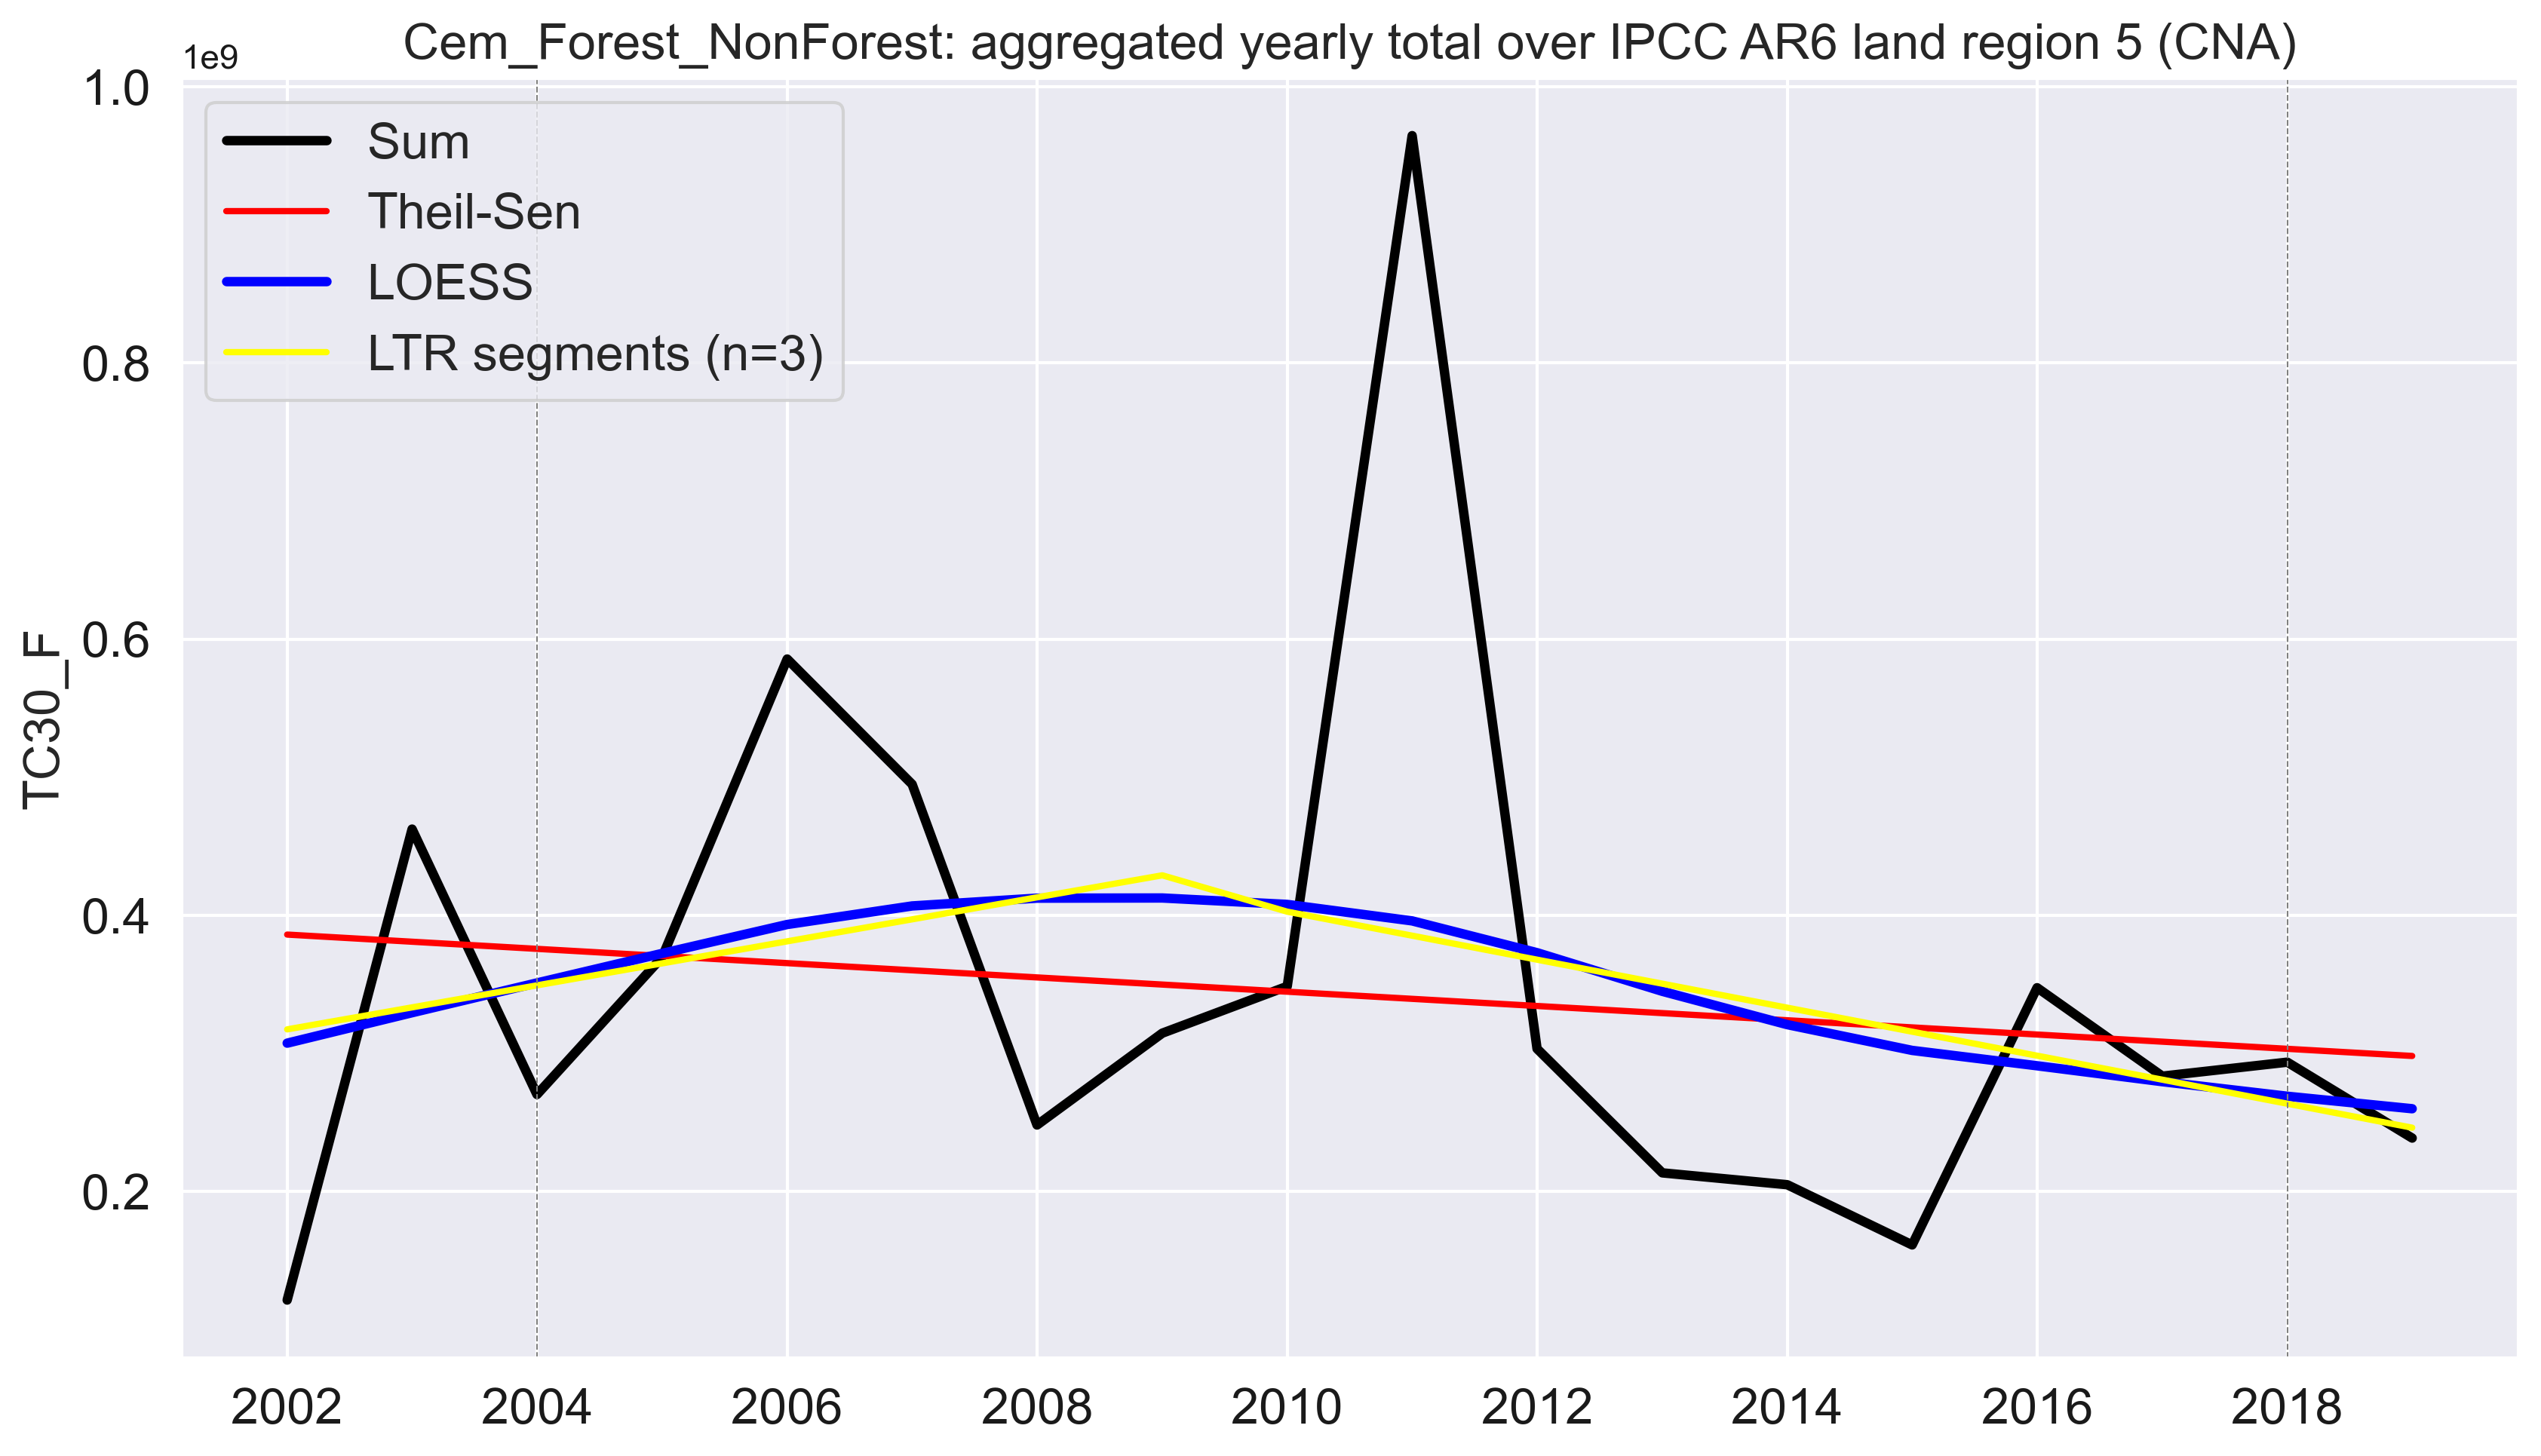 Cem_Forest_NonForest: aggregated yearly total over IPCC AR6 land region 5 (CNA)
1e9
1.0
0.8
0.6
0.4
0.2
TC30_F
Sum
Theil-Sen
LOESS
LTR segments (n=3)
2002 2004 2006 2008 2010 2012 2014 2016 2018